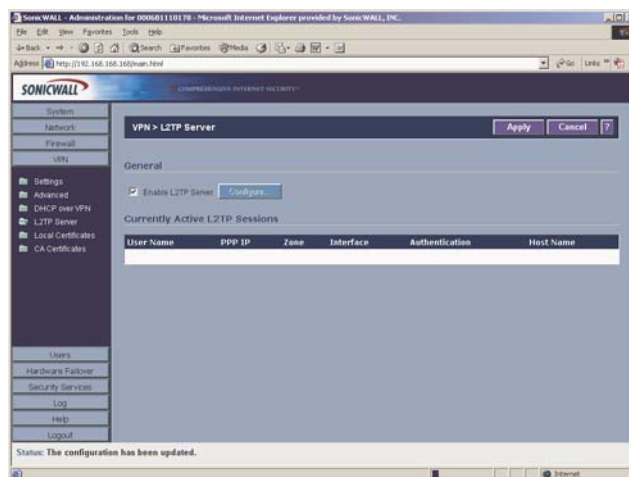 SonicWALL - Administration for 0006B1110178 - Microsoft Internet Explorer provided by SonicWALL, INC.
File Edit View Favorites Tools Help
Back Search Favorites Media
Address http://192.168.168.168/main.html Go Links
SONICWALL COMPREHENSIVE INTERNET SECURITY
System
Network
Firewall
VPN
Settings
Advanced
DHCP over VPN
L2TP Server
Local Certificates
CA Certificates
Users
Hardware Failover
Security Services
Log
Help
Logout
VPN > L2TP Server Apply Cancel ?
General
Enable L2TP Server Configure...
Currently Active L2TP Sessions
User Name PPP IP Zone Interface Authentication Host Name
Status: The configuration has been updated.
Internet